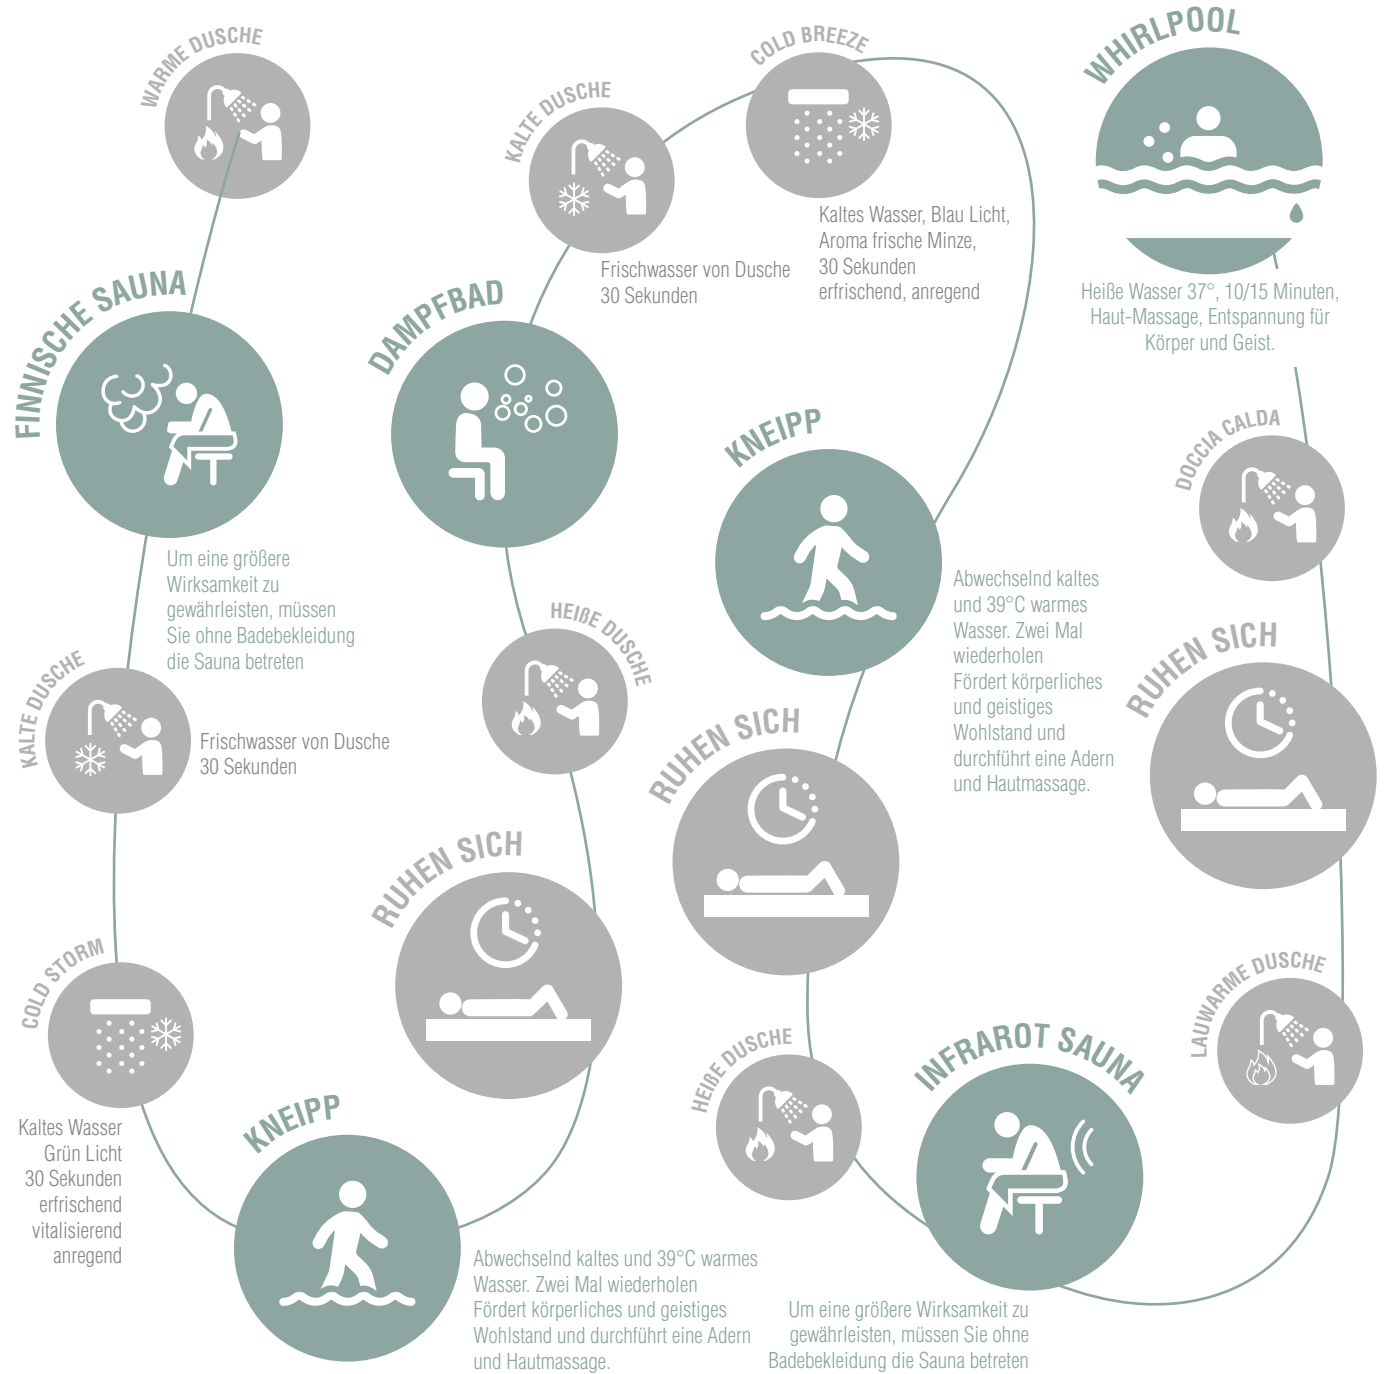 WARME DUSCHE
FINNISCHE SAUNA
Um eine größere
Wirksamkeit zu
gewährleisten, müssen
Sie ohne Badebekleidung
die Sauna betreten
KALTE DUSCHE
Frischwasser von Dusche
30 Sekunden
COLD STORM
Kaltes Wasser
Grün Licht
30 Sekunden
erfrischend
vitalisierend
anregend
KNEIPP
Abwechselnd kaltes und 39°C warmes
Wasser. Zwei Mal wiederholen
Fördert körperliches und geistiges
Wohlstand und durchführt eine Adern
und Hautmassage.
RUHEN SICH
HEIßE DUSCHE
DAMPFBAD
KALTE DUSCHE
Frischwasser von Dusche
30 Sekunden
COLD BREEZE
Kaltes Wasser, Blau Licht,
Aroma frische Minze,
30 Sekunden
erfrischend, anregend
KNEIPP
Abwechselnd kaltes
und 39°C warmes
Wasser. Zwei Mal
wiederholen
Fördert körperliches
und geistiges
Wohlstand und
durchführt eine Adern
und Hautmassage.
RUHEN SICH
HEIßE DUSCHE
INFRAROT SAUNA
Um eine größere Wirksamkeit zu
gewährleisten, müssen Sie ohne
Badebekleidung die Sauna betreten
LAUWARME DUSCHE
RUHEN SICH
DOCCIA CALDA
WHIRLPOOL
Heiße Wasser 37°, 10/15 Minuten,
Haut-Massage, Entspannung für
Körper und Geist.